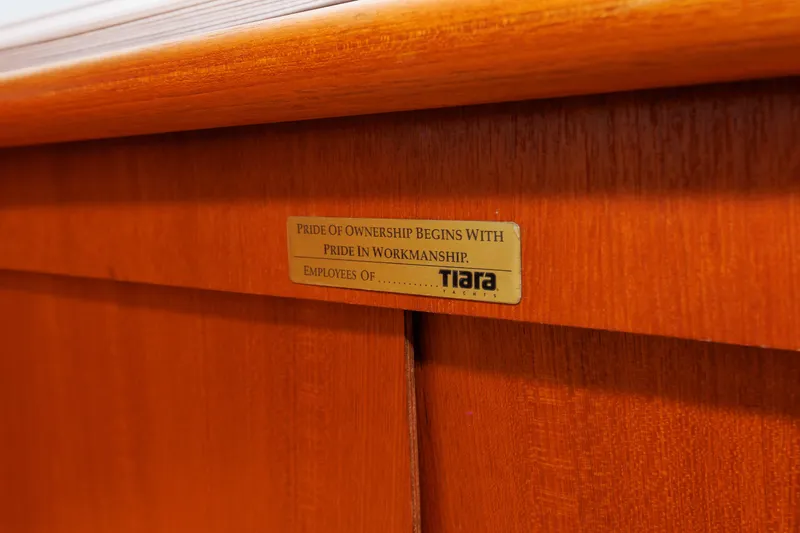 PRIDE OF OWNERSHIP BEGINS WITH
PRIDE IN WORKMANSHIP.
EMPLOYEES OF ............ TIARA
YACHTS